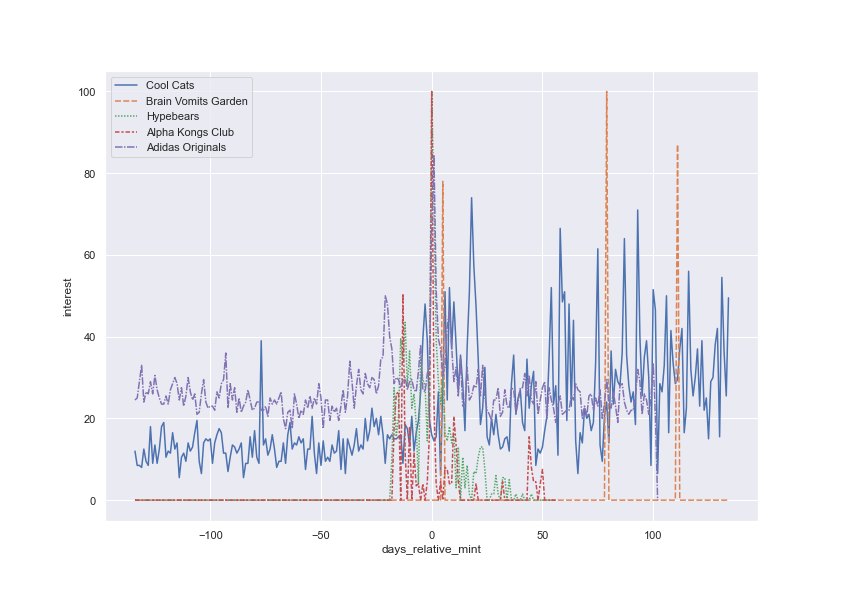 Cool Cats
Brain Vomits Garden
Hypebears
Alpha Kongs Club
Adidas Originals
100
80
60
40
20
0
interest
−100
−50
0
50
100
days_relative_mint